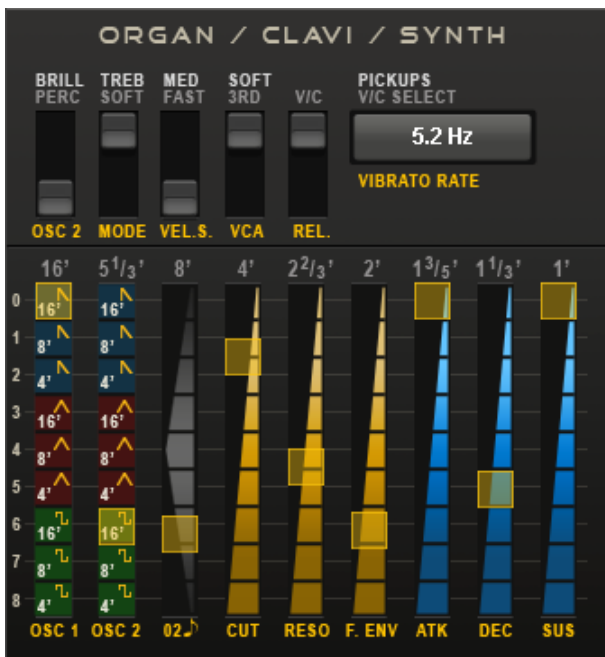 ORGAN / CLAVI / SYNTH
BRILL TREB MED SOFT PICKUPS
PERC SOFT FAST 3RD V/C V/C SELECT
5.2 Hz
VIBRATO RATE
OSC 2 MODE VEL.S. VCA REL.
16' 5 1/3' 8' 4' 2 2/3' 2' 1 3/5' 1 1/3' 1'
0 16' 16'
1 8' 8'
2 4' 4'
3 16' 16'
4 8' 8'
5 4' 4'
6 16' 16'
7 8' 8'
8 4' 4'
OSC 1 OSC 2 02♪ CUT RESO F. ENV ATK DEC SUS